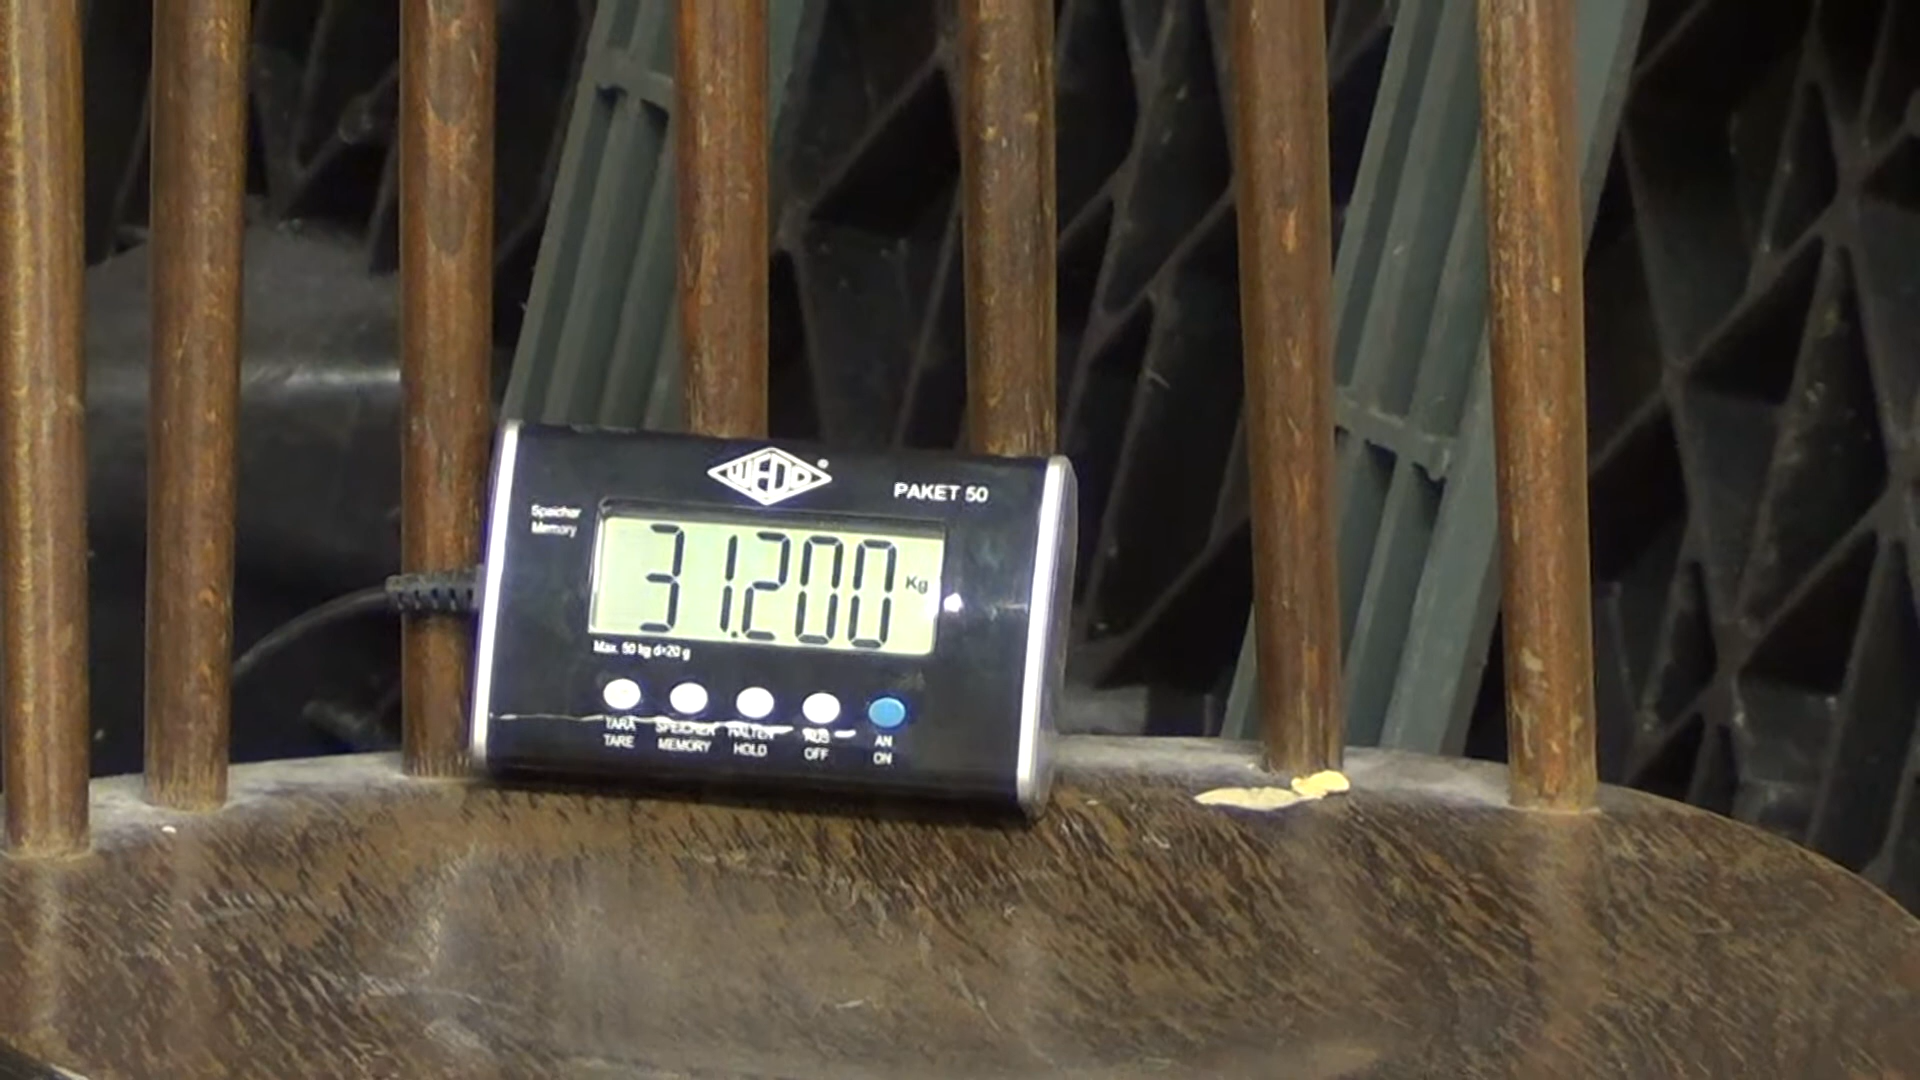 WEDO®
PAKET 50
Speicher
Memory
31.200 Kg
Max. 50 kg d=20 g
TARA SPEICHER HALTEN AUS AN
TARE MEMORY HOLD OFF ON